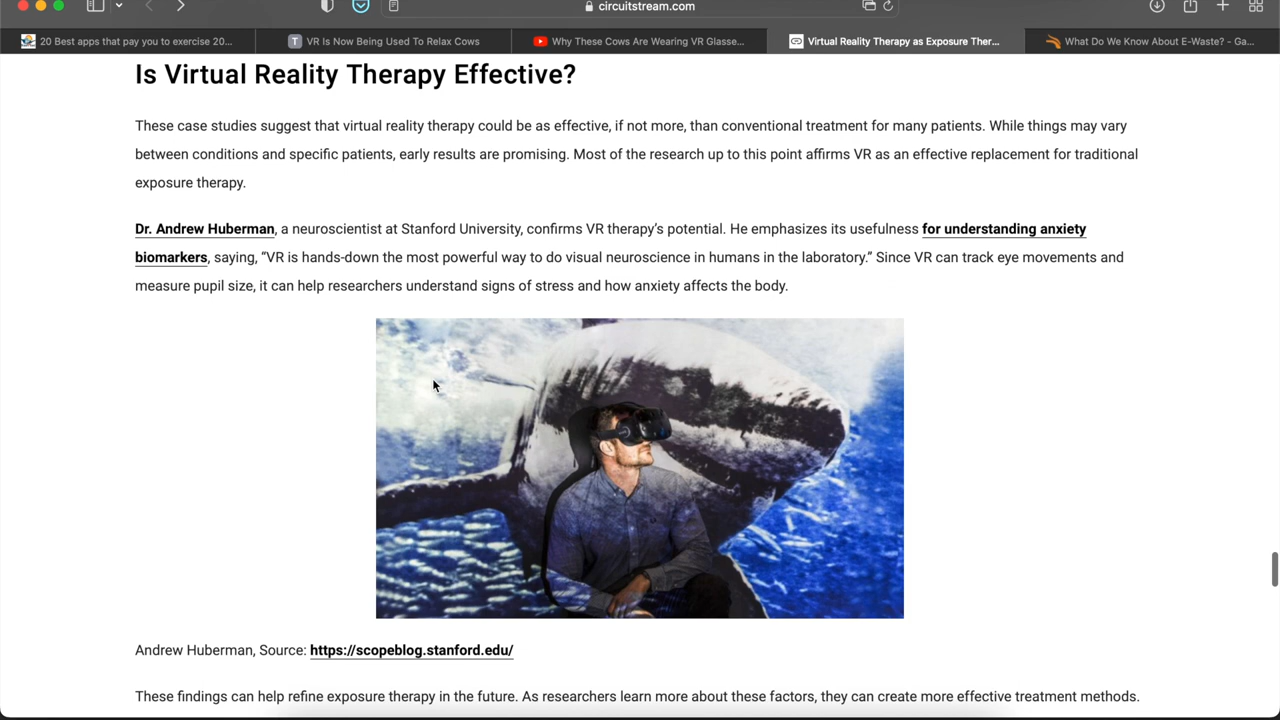 circuitstream.com
20 Best apps that pay you to exercise 20...
VR Is Now Being Used To Relax Cows
Why These Cows Are Wearing VR Glasse...
Virtual Reality Therapy as Exposure Ther...
What Do We Know About E-Waste? - Ga...
Is Virtual Reality Therapy Effective?
These case studies suggest that virtual reality therapy could be as effective, if not more, than conventional treatment for many patients. While things may vary
between conditions and specific patients, early results are promising. Most of the research up to this point affirms VR as an effective replacement for traditional
exposure therapy.
Dr. Andrew Huberman, a neuroscientist at Stanford University, confirms VR therapy’s potential. He emphasizes its usefulness for understanding anxiety
biomarkers, saying, “VR is hands-down the most powerful way to do visual neuroscience in humans in the laboratory.” Since VR can track eye movements and
measure pupil size, it can help researchers understand signs of stress and how anxiety affects the body.
Andrew Huberman, Source: https://scopeblog.stanford.edu/
These findings can help refine exposure therapy in the future. As researchers learn more about these factors, they can create more effective treatment methods.